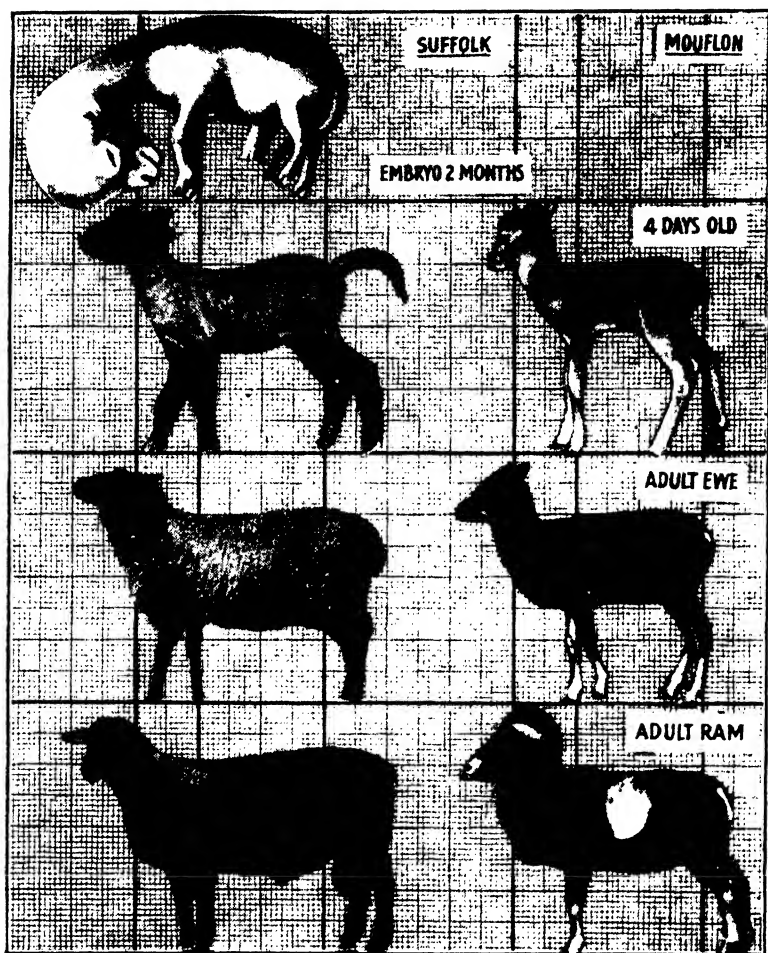 SUFFOLK
MOUFLON
EMBRYO 2 MONTHS
4 DAYS OLD
ADULT EWE
ADULT RAM